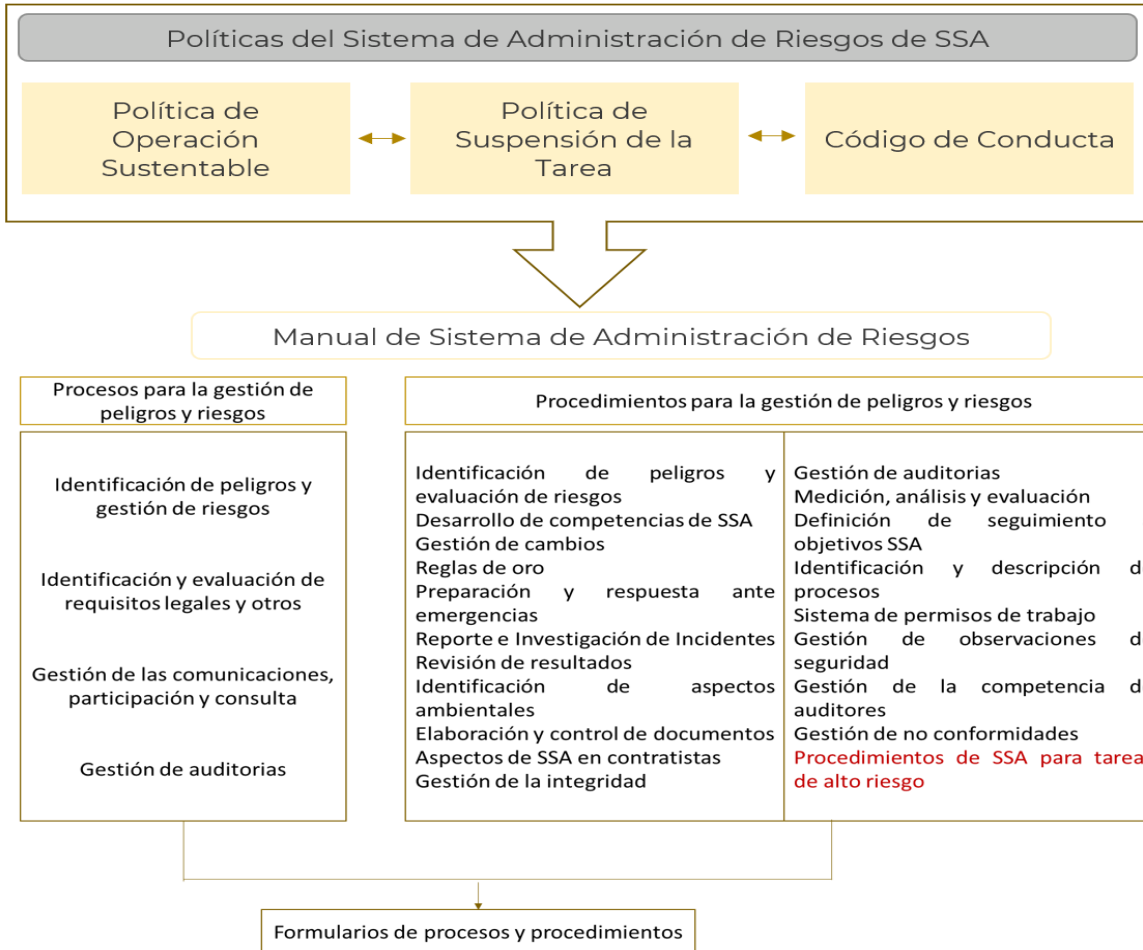 Políticas del Sistema de Administración de Riesgos de SSA
Política de
Operación
Sustentable
Política de
Suspensión de la
Tarea
Código de Conducta
Manual de Sistema de Administración de Riesgos
Procesos para la gestión de
peligros y riesgos
Identificación de peligros y
gestión de riesgos
Identificación y evaluación de
requisitos legales y otros
Gestión de las comunicaciones,
participación y consulta
Gestión de auditorias
Procedimientos para la gestión de peligros y riesgos
Identificación de peligros y
evaluación de riesgos
Desarrollo de competencias de SSA
Gestión de cambios
Reglas de oro
Preparación y respuesta ante
emergencias
Reporte e Investigación de Incidentes
Revisión de resultados
Identificación de aspectos
ambientales
Elaboración y control de documentos
Aspectos de SSA en contratistas
Gestión de la integridad
Gestión de auditorias
Medición, análisis y evaluación
Definición de seguimiento
objetivos SSA
Identificación y descripción
procesos
Sistema de permisos de trabajo
Gestión de observaciones
seguridad
Gestión de la competencia
auditores
Gestión de no conformidades
Procedimientos de SSA para tarea
de alto riesgo
Formularios de procesos y procedimientos